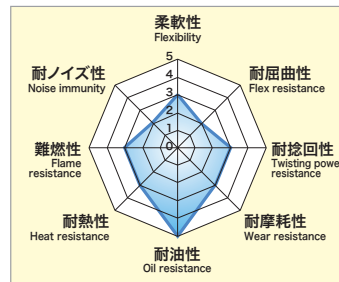 柔軟性
Flexibility
5
4
3
2
1
0
耐ノイズ性
Noise immunity
耐屈曲性
Flex resistance
難燃性
Flame
resistance
耐捻回性
Twisting powe
resistance
耐熱性
Heat resistance
耐摩耗性
Wear resistance
耐油性
Oil resistance